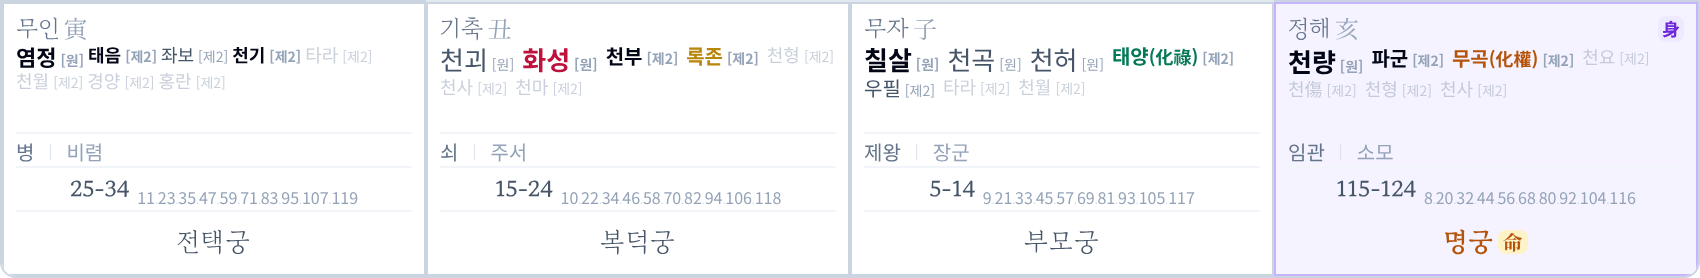 무인 寅
염정 [원] 태음 [제2] 좌보 [제2] 천기 [제2] 타라 [제2]
천월 [제2] 경양 [제2] 홍란 [제2]
병 비렴
25-34 11 23 35 47 59 71 83 95 107 119
전택궁
기축 丑
천괴 [원] 화성 [원] 천부 [제2] 록존 [제2] 천형 [제2]
천사 [제2] 천마 [제2]
쇠 주서
15-24 10 22 34 46 58 70 82 94 106 118
복덕궁
무자 子
칠살 [원] 천곡 [원] 천허 [원] 태양(化祿) [제2]
우필 [제2] 타라 [제2] 천월 [제2]
제왕 장군
5-14 9 21 33 45 57 69 81 93 105 117
부모궁
정해 亥 身
천량 [원] 파군 [제2] 무곡(化權) [제2] 천요 [제2]
천傷 [제2] 천형 [제2] 천사 [제2]
임관 소모
115-124 8 20 32 44 56 68 80 92 104 116
명궁 命